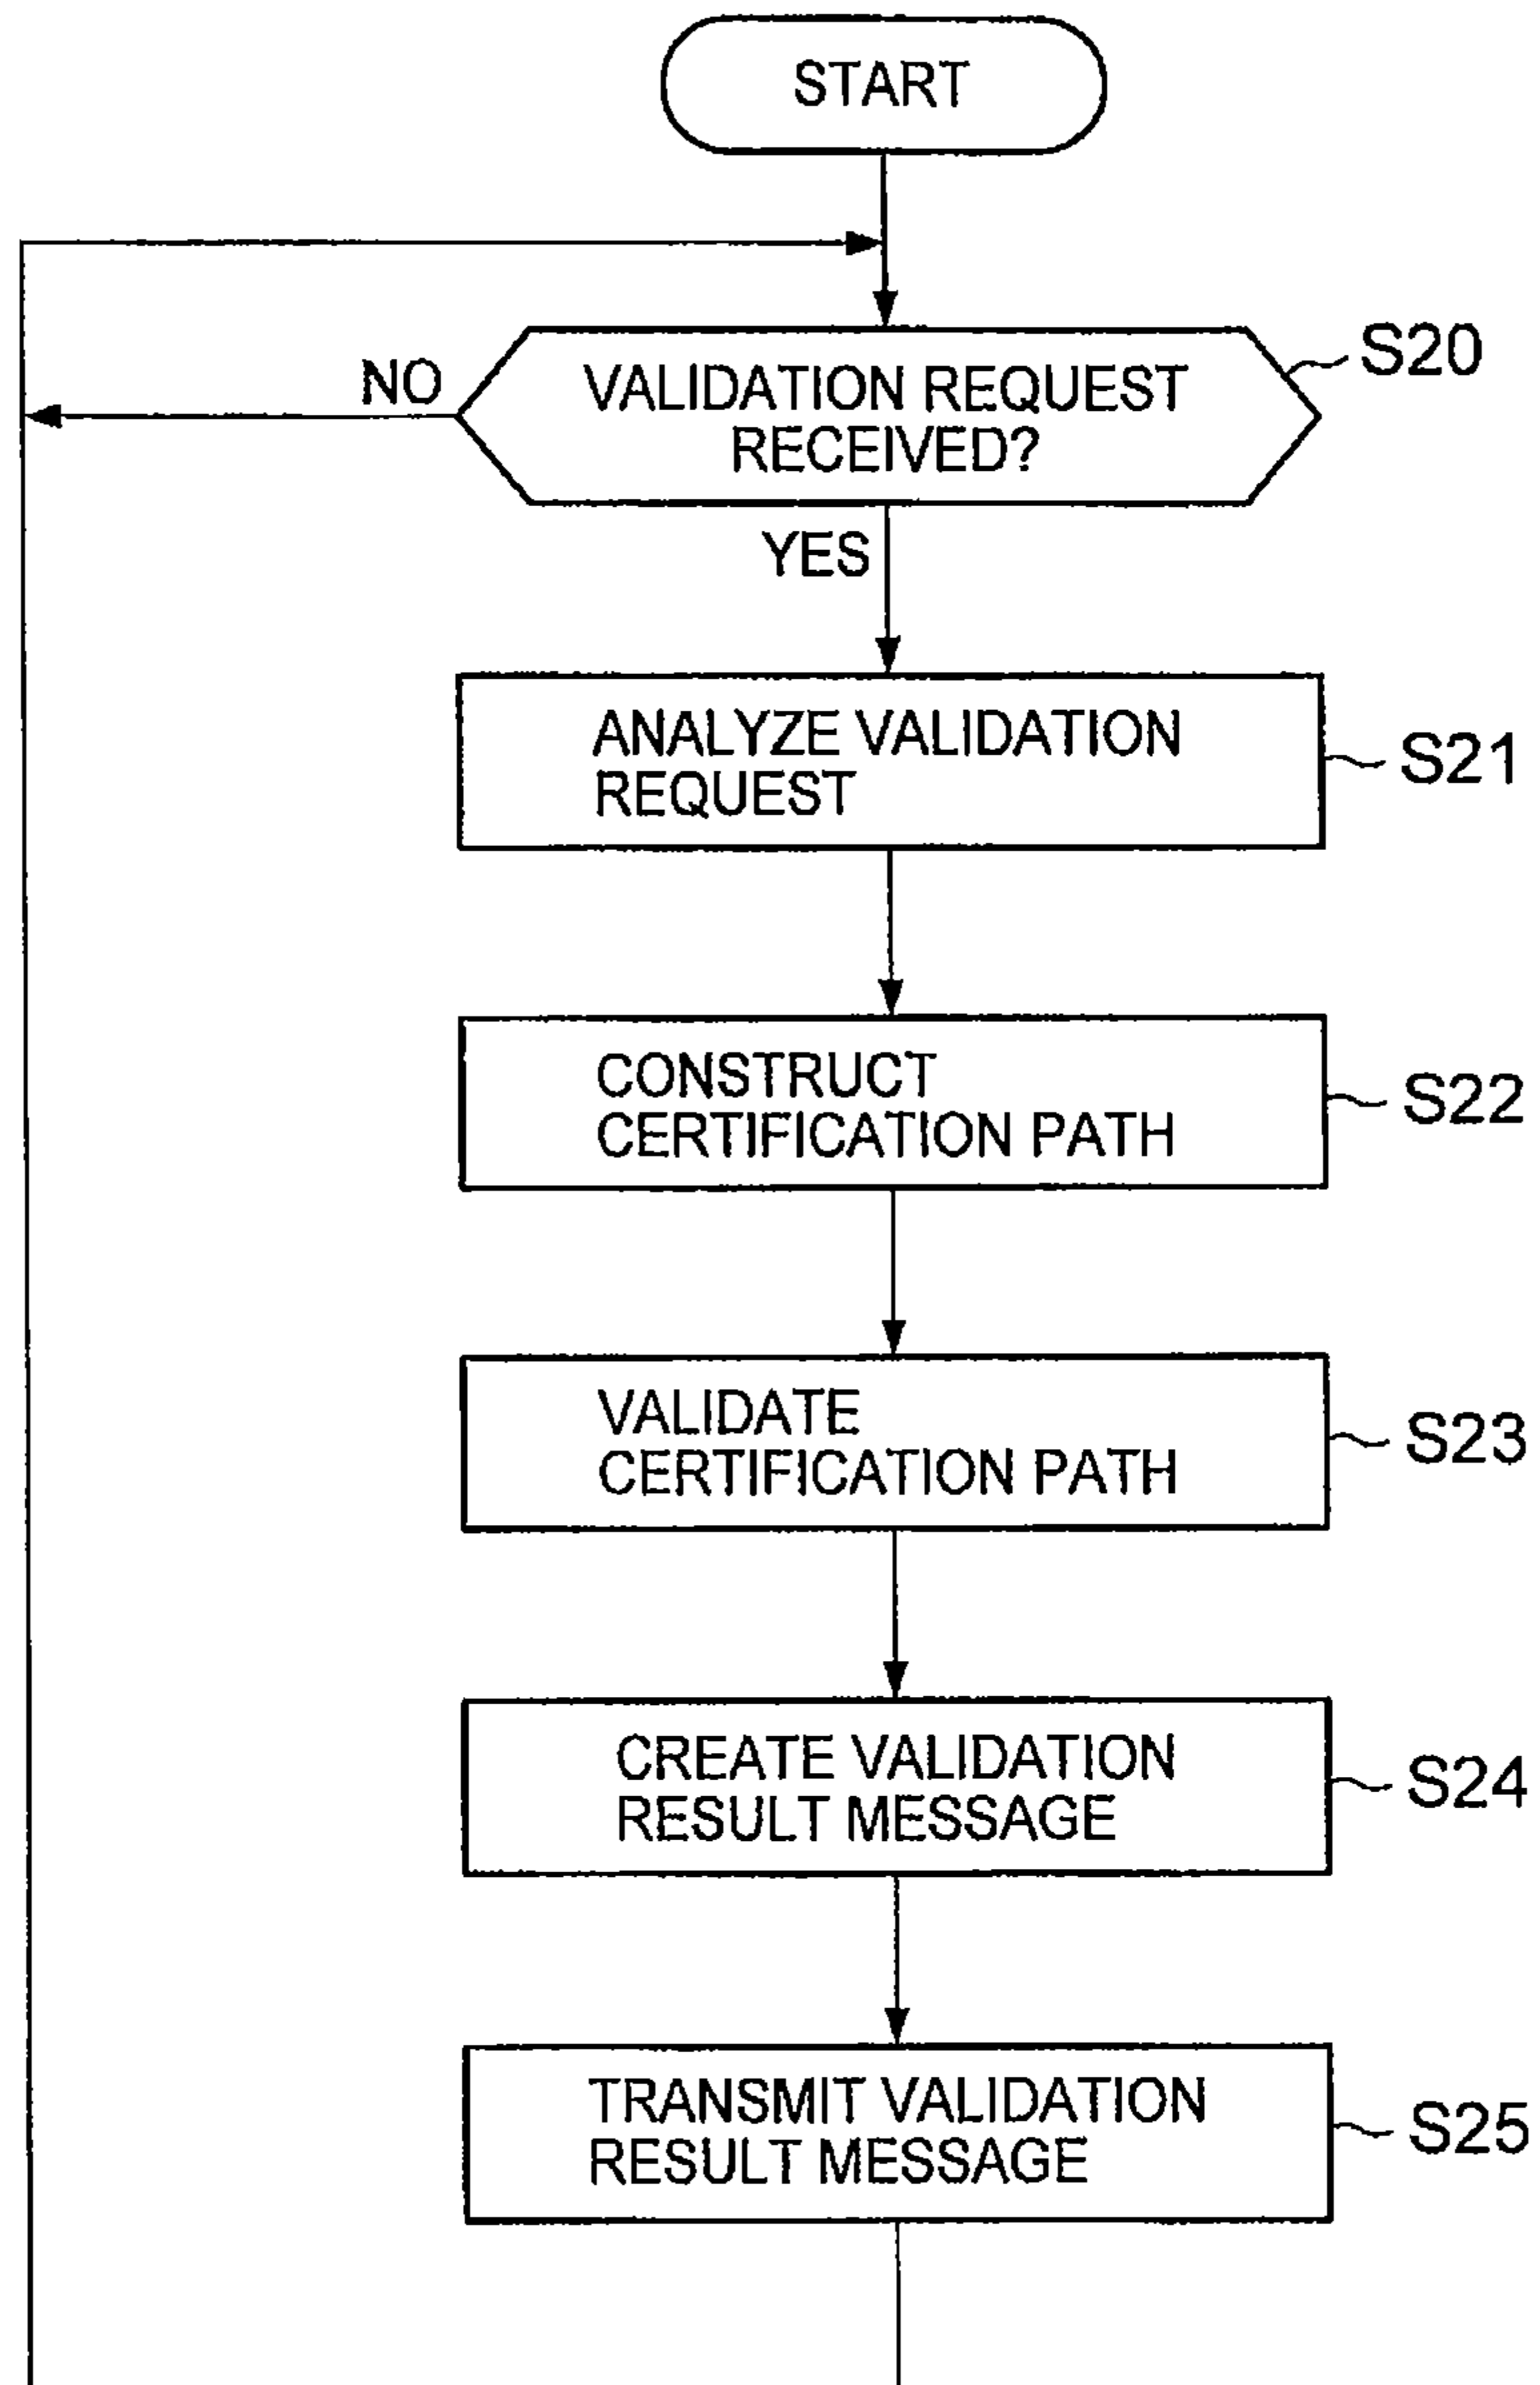 START
NO
VALIDATION REQUEST
RECEIVED?
S20
YES
ANALYZE VALIDATION
REQUEST
S21
CONSTRUCT
CERTIFICATION PATH
S22
VALIDATE
CERTIFICATION PATH
S23
CREATE VALIDATION
RESULT MESSAGE
S24
TRANSMIT VALIDATION
RESULT MESSAGE
S25